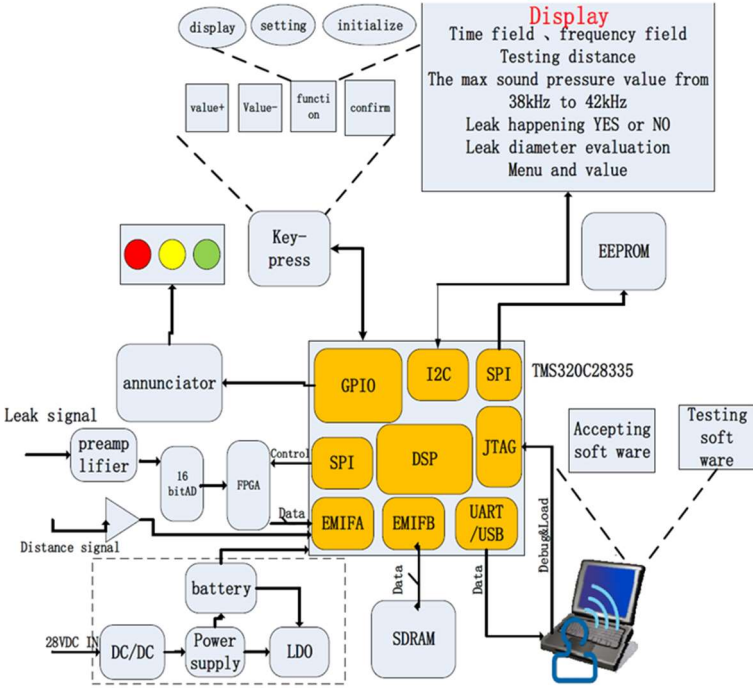 display
setting
initialize
value+
Value-
functi
on
confirm
Display
Time field 、frequency field
Testing distance
The max sound pressure value from
38kHz to 42kHz
Leak happening YES or NO
Leak diameter evaluation
Menu and value
Key-
press
EEPROM
annunciator
GPIO
I2C
SPI
TMS320C28335
Leak signal
preamp
lifier
16
bitAD
FPGA
Control
SPI
DSP
JTAG
Accepting
soft ware
Testing
soft
ware
Data
EMIFA
EMIFB
UART
/USB
Distance signal
Debug&Load
Data
Data
battery
SDRAM
28VDC IN
DC/DC
Power
supply
LDO